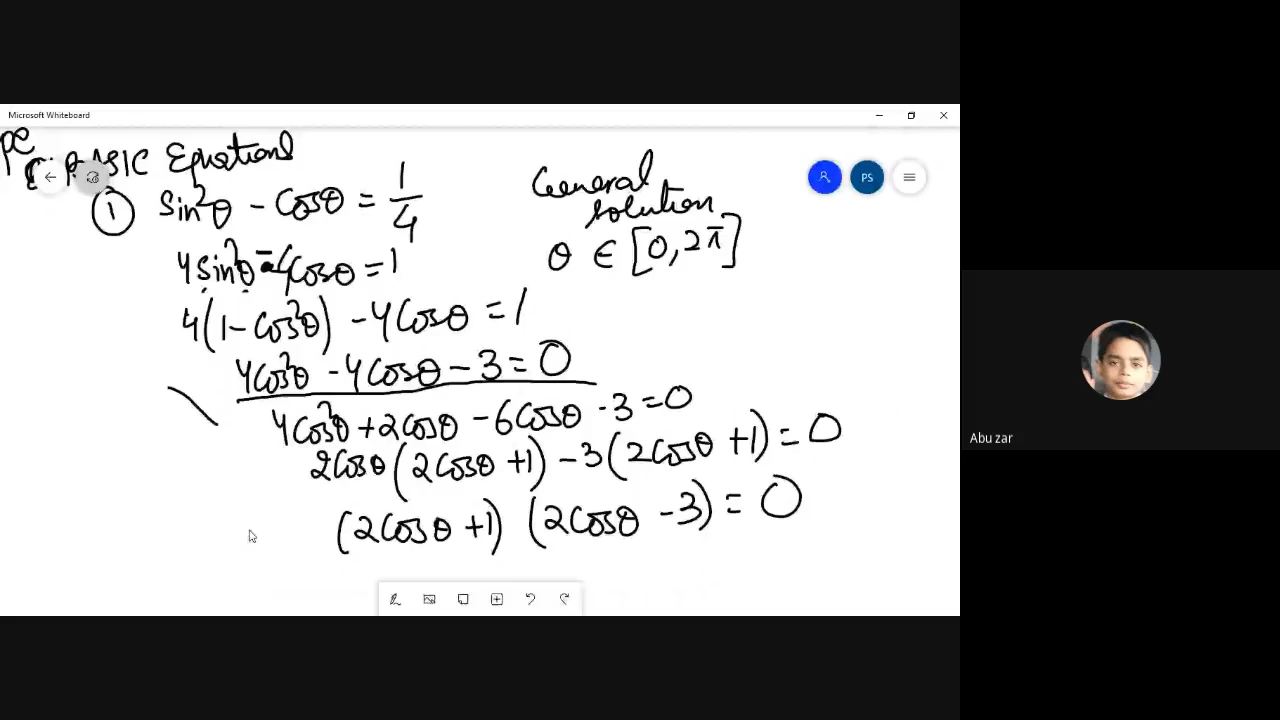 Microsoft Whiteboard
BASIC Equations
① sin²θ - cosθ = 1/4
General
solution
θ ∈ [0, 2π]
PS
4sin²θ - 4cosθ = 1
4(1 - cos²θ) - 4cosθ = 1
4cos²θ - 4cosθ - 3 = 0
4cos²θ + 2cosθ - 6cosθ - 3 = 0
2cosθ(2cosθ + 1) - 3(2cosθ + 1) = 0
(2cosθ + 1) (2cosθ - 3) = 0
Abu zar